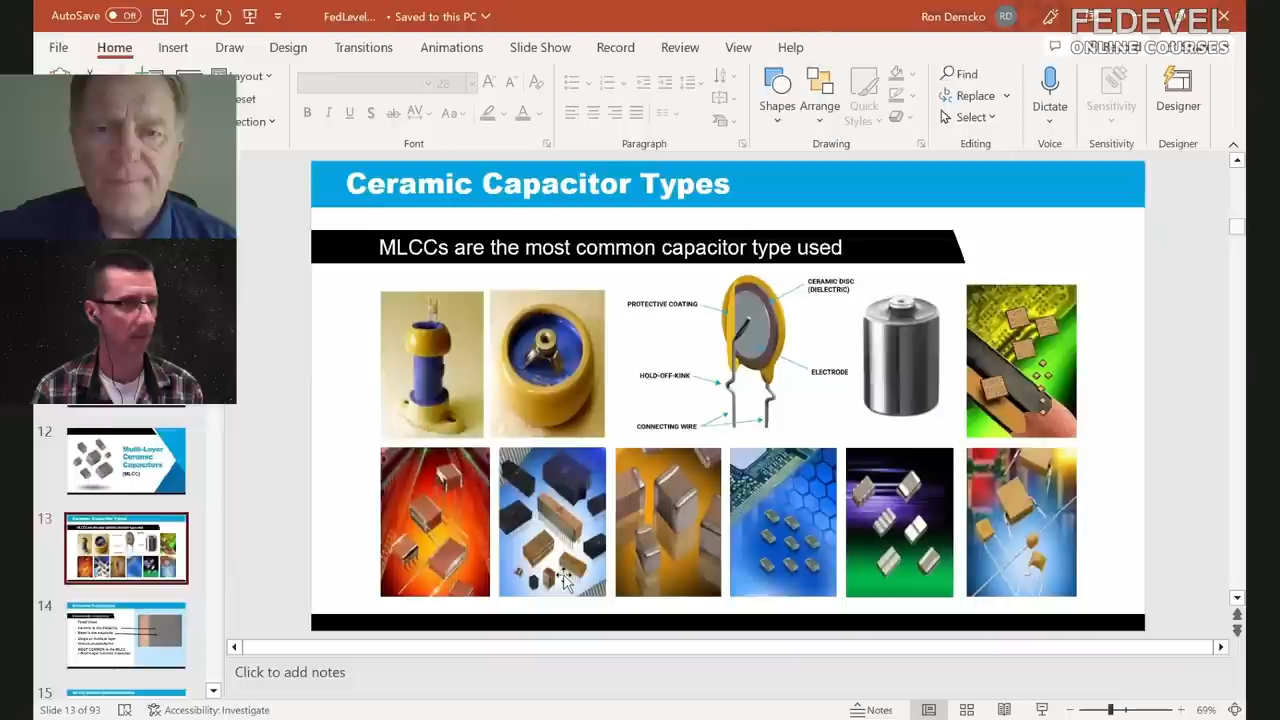 AutoSave Off FedLevel... • Saved to this PC Ron Demcko RD
FEDEVEL
ONLINE COURSES
File Home Insert Draw Design Transitions Animations Slide Show Record Review View Help
Find
Replace
Select
28
Shapes Arrange Quick Styles
Dictate Sensitivity Designer
Font Paragraph Drawing Editing Voice Sensitivity Designer
Ceramic Capacitor Types
MLCCs are the most common capacitor type used
PROTECTIVE COATING
CERAMIC DISC
(DIELECTRIC)
HOLD-OFF-KINK
ELECTRODE
CONNECTING WIRE
12
Multi-Layer
Ceramic
Capacitors
(MLCC)
13
Ceramic Capacitor Types
14
15
Click to add notes
Slide 13 of 93 Accessibility: Investigate Notes 69%